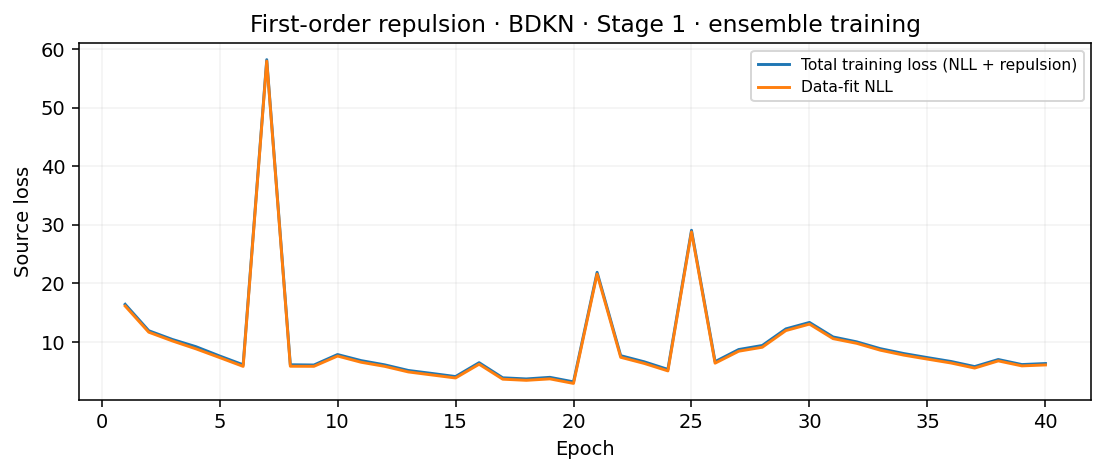 First-order repulsion · BDKN · Stage 1 · ensemble training
Total training loss (NLL + repulsion)
Data-fit NLL
Source loss
60
50
40
30
20
10
0 5 10 15 20 25 30 35 40
Epoch